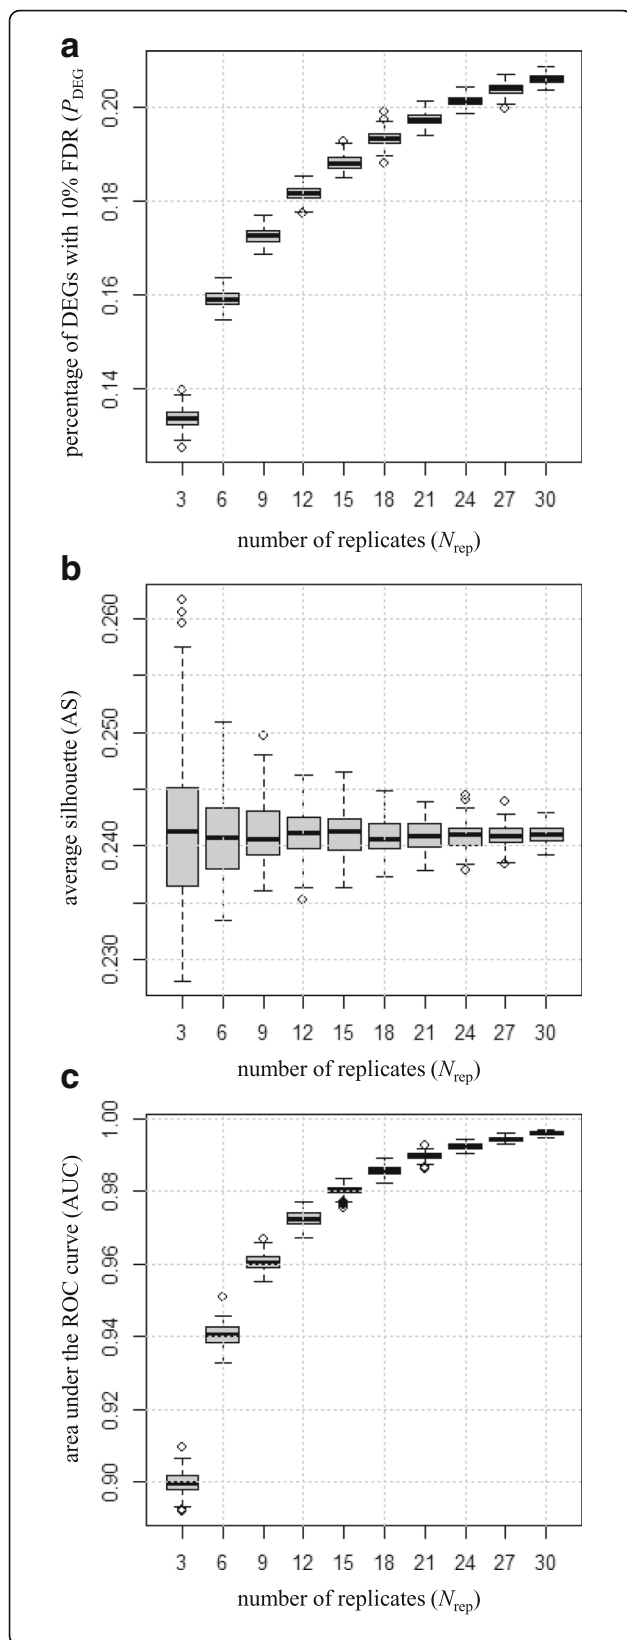 a
percentage of DEGs with 10% FDR (P_DEG
0.20
0.18
0.16
0.14
3 6 9 12 15 18 21 24 27 30
number of replicates (N_rep)
b
average silhouette (AS)
0.260
0.250
0.240
0.230
3 6 9 12 15 18 21 24 27 30
number of replicates (N_rep)
c
area under the ROC curve (AUC)
1.00
0.98
0.96
0.94
0.92
0.90
3 6 9 12 15 18 21 24 27 30
number of replicates (N_rep)